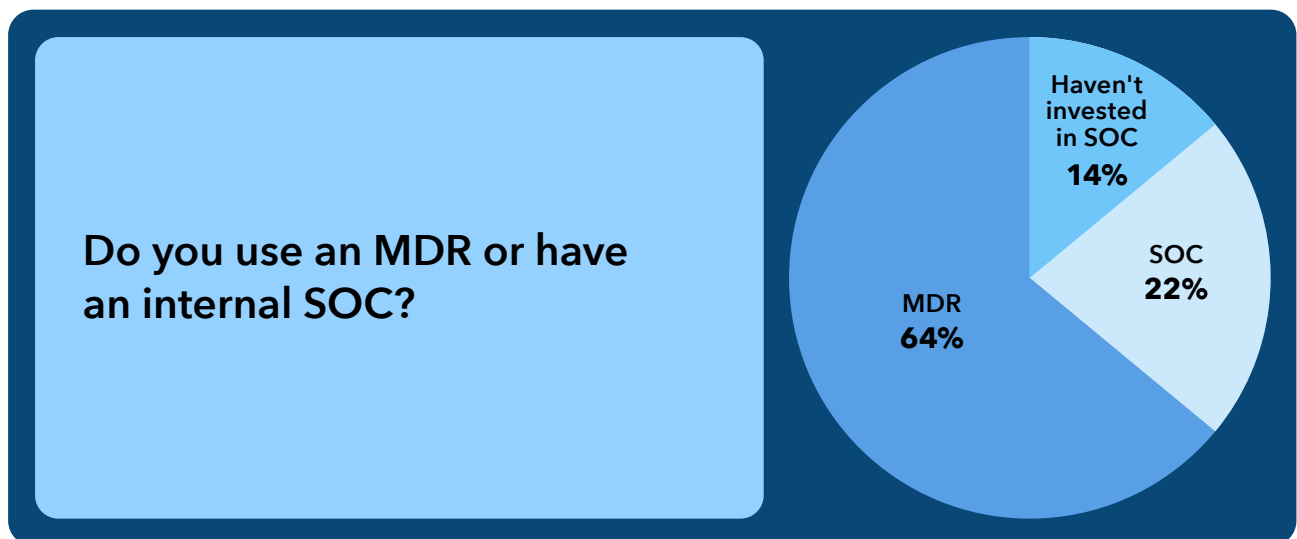 Do you use an MDR or have
an internal SOC?
Haven't
invested
in SOC
14%
SOC
22%
MDR
64%